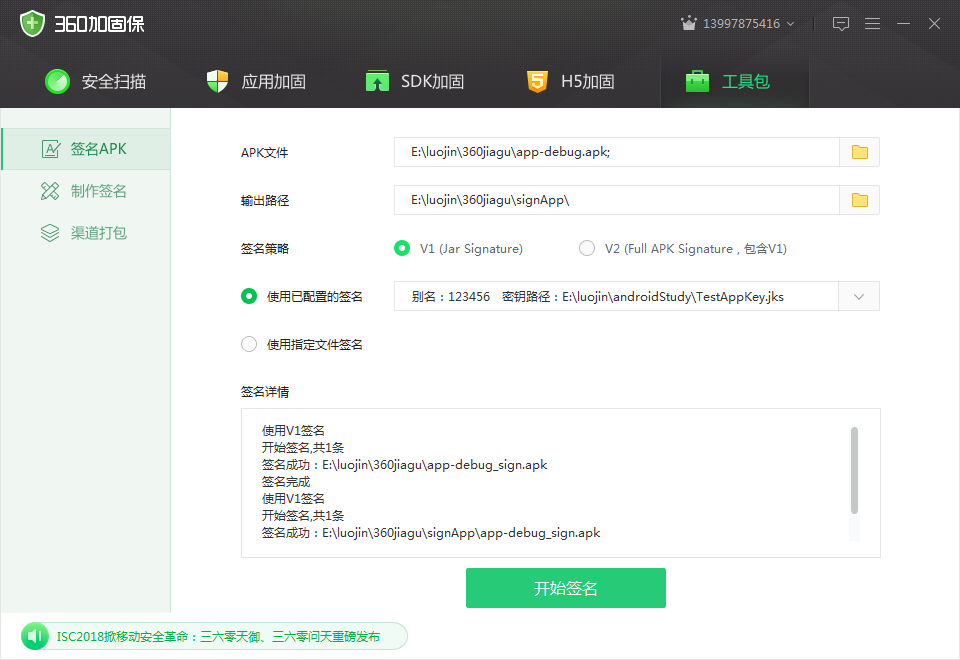 360加固保
13997875416
安全扫描
应用加固
SDK加固
5
H5加固
工具包
签名APK
制作签名
渠道打包
APK文件
E:\luojin\360jiagu\app-debug.apk;
输出路径
E:\luojin\360jiagu\signApp\
签名策略
V1 (Jar Signature)
V2 (Full APK Signature，包含V1)
使用已配置的签名
别名：123456 密钥路径：E:\luojin\androidStudy\TestAppKey.jks
使用指定文件签名
签名详情
使用V1签名
开始签名,共1条
签名成功：E:\luojin\360jiagu\app-debug_sign.apk
签名完成
使用V1签名
开始签名,共1条
签名成功：E:\luojin\360jiagu\signApp\app-debug_sign.apk
开始签名
ISC2018掀移动安全革命：三六零天御、三六零问天重磅发布